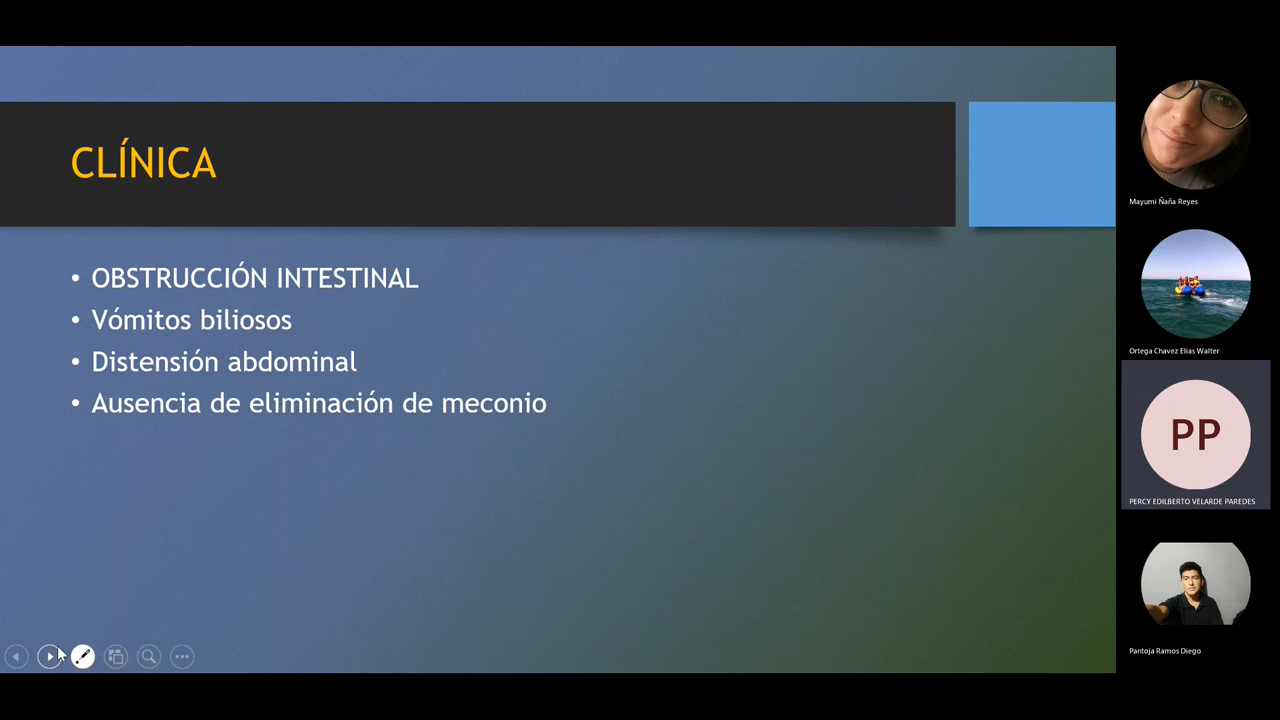 CLÍNICA
• OBSTRUCCIÓN INTESTINAL
• Vómitos biliosos
• Distensión abdominal
• Ausencia de eliminación de meconio
Mayumi Ñaña Reyes
Ortega Chavez Elias Walter
PP
PERCY EDILBERTO VELARDE PAREDES
Pantoja Ramos Diego